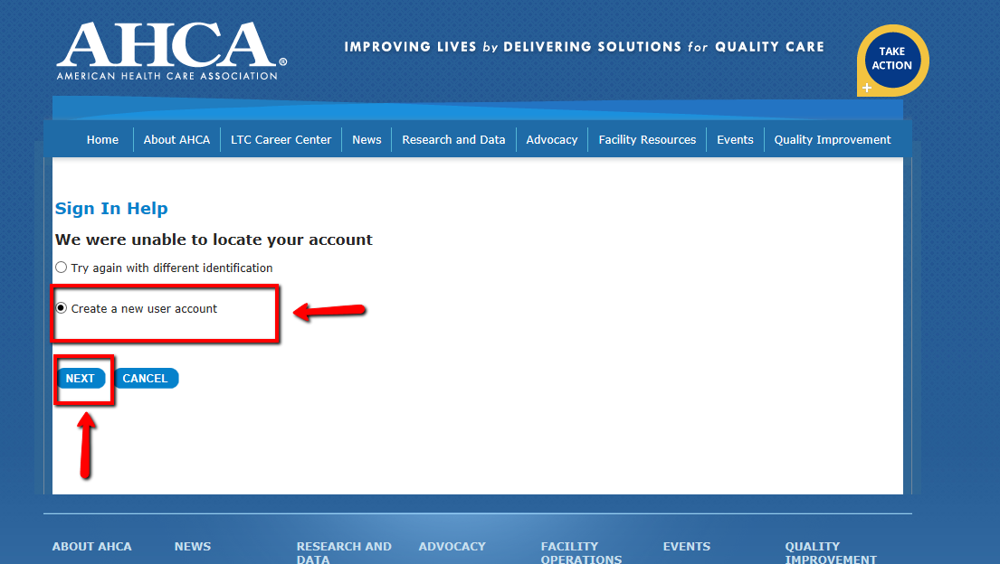 AHCA®
AMERICAN HEALTH CARE ASSOCIATION
IMPROVING LIVES by DELIVERING SOLUTIONS for QUALITY CARE
TAKE
ACTION
+
Home About AHCA LTC Career Center News Research and Data Advocacy Facility Resources Events Quality Improvement
Sign In Help
We were unable to locate your account
Try again with different identification
Create a new user account
NEXT CANCEL
ABOUT AHCA NEWS RESEARCH AND ADVOCACY FACILITY EVENTS QUALITY
DATA OPERATIONS IMPROVEMENT